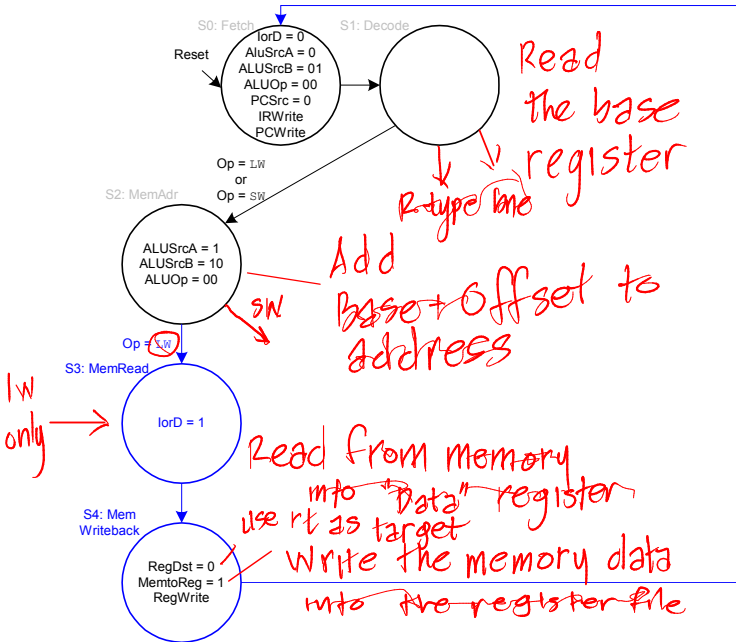 S0: Fetch
S1: Decode
Reset
IorD = 0
AluSrcA = 0
ALUSrcB = 01
ALUOp = 00
PCSrc = 0
IRWrite
PCWrite
Read
the base
register
Op = LW
or
Op = SW
R-type
S2: MemAdr
ALUSrcA = 1
ALUSrcB = 10
ALUOp = 00
Add
Base + Offset to
address
SW
Op = LW
S3: MemRead
lw
only
IorD = 1
Read from memory
into "Data" register
S4: Mem
Writeback
use rt as target
RegDst = 0
MemtoReg = 1
RegWrite
Write the memory data
into the register file